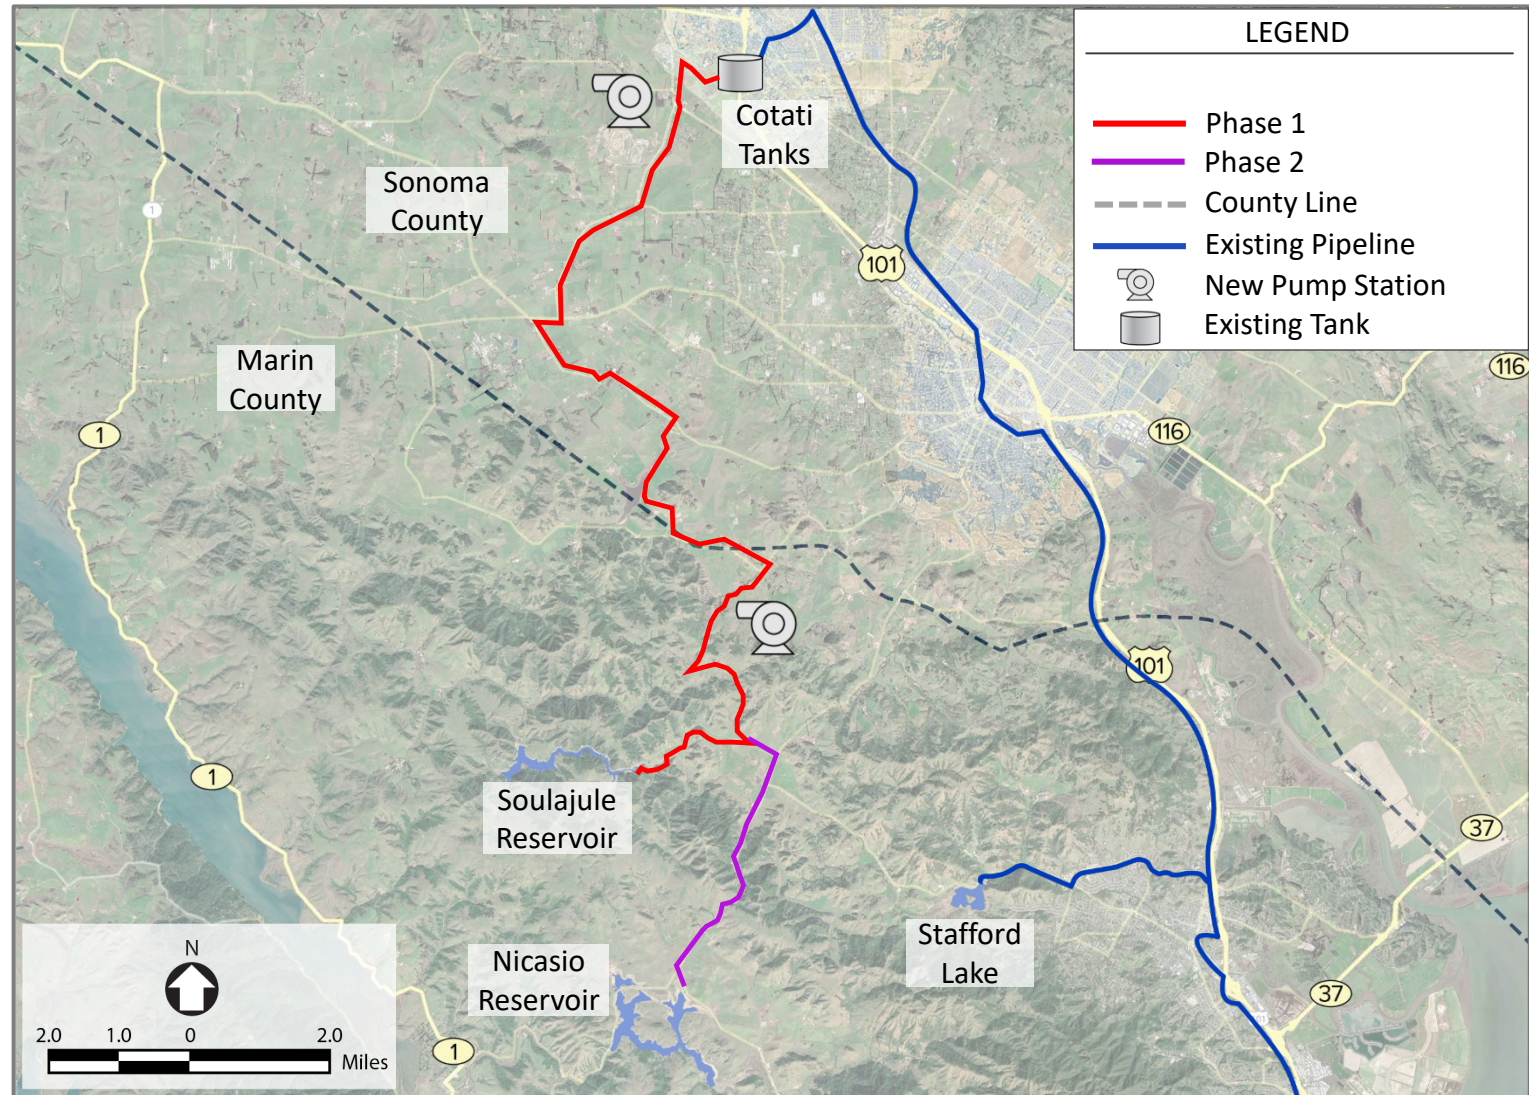 LEGEND
Phase 1
Phase 2
County Line
Existing Pipeline
New Pump Station
Existing Tank
Cotati
Tanks
Sonoma
County
1
101
Marin
County
116
1
116
101
1
Soulajule
Reservoir
37
Stafford
Lake
Nicasio
Reservoir
37
1
N
2.0 1.0 0 2.0
Miles